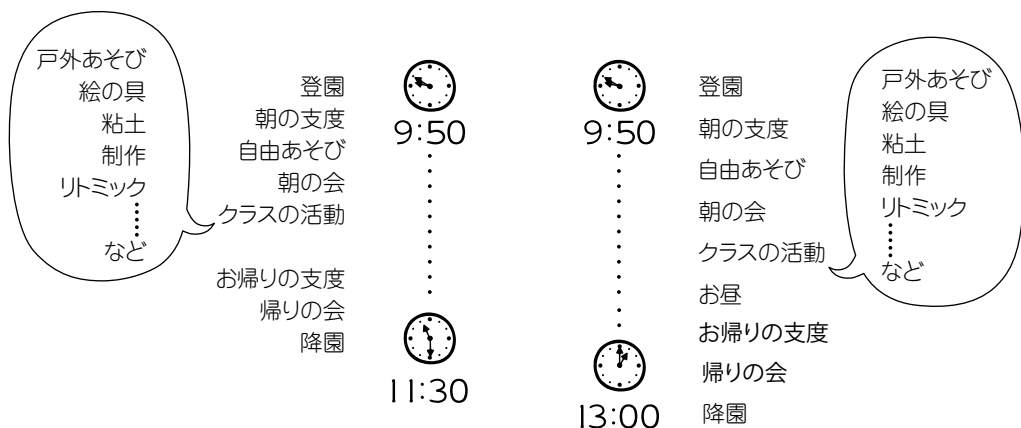 戸外あそび
絵の具
粘土
制作
リトミック
など
登園
朝の支度
自由あそび
朝の会
クラスの活動
お帰りの支度
帰りの会
降園
9:50
11:30
9:50
13:00
登園
朝の支度
自由あそび
朝の会
クラスの活動
お昼
お帰りの支度
帰りの会
降園
戸外あそび
絵の具
粘土
制作
リトミック
など